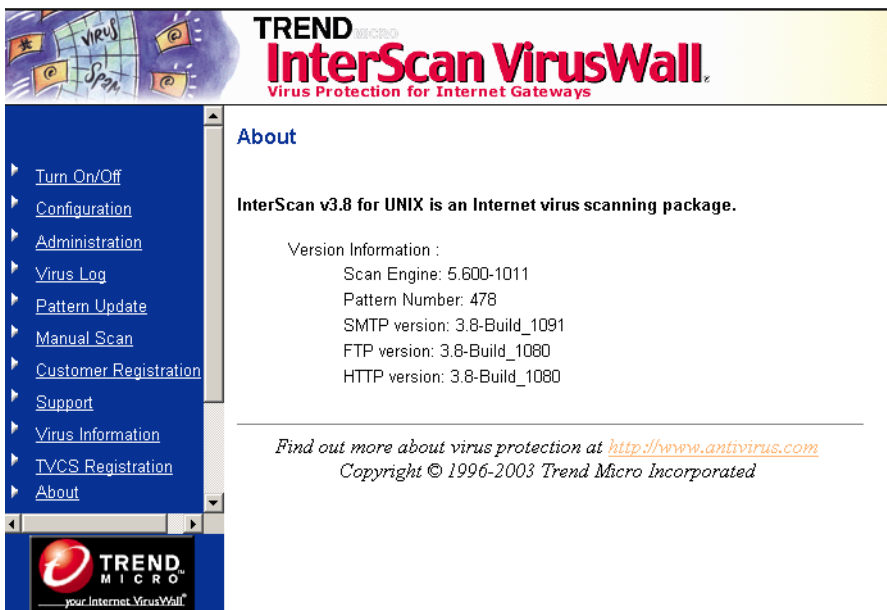 VIRUS
Spam
TREND MICRO
InterScan VirusWall®
Virus Protection for Internet Gateways
Turn On/Off
Configuration
Administration
Virus Log
Pattern Update
Manual Scan
Customer Registration
Support
Virus Information
TVCS Registration
About
TREND
MICRO™
your Internet VirusWall®
About
InterScan v3.8 for UNIX is an Internet virus scanning package.
Version Information :
Scan Engine: 5.600-1011
Pattern Number: 478
SMTP version: 3.8-Build_1091
FTP version: 3.8-Build_1080
HTTP version: 3.8-Build_1080
Find out more about virus protection at http://www.antivirus.com
Copyright © 1996-2003 Trend Micro Incorporated